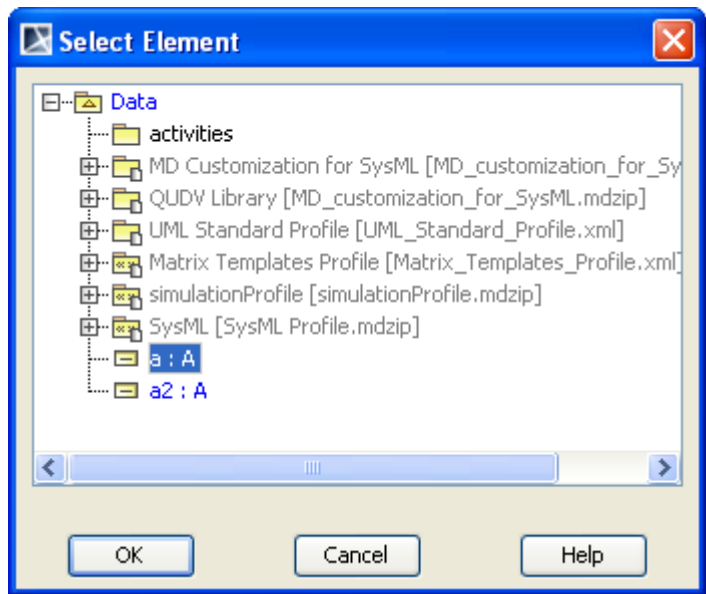 Select Element
Data
activities
MD Customization for SysML [MD_customization_for_Sy
QUDV Library [MD_customization_for_SysML.mdzip]
UML Standard Profile [UML_Standard_Profile.xml]
Matrix Templates Profile [Matrix_Templates_Profile.xml]
simulationProfile [simulationProfile.mdzip]
SysML [SysML Profile.mdzip]
a : A
a2 : A
OK Cancel Help